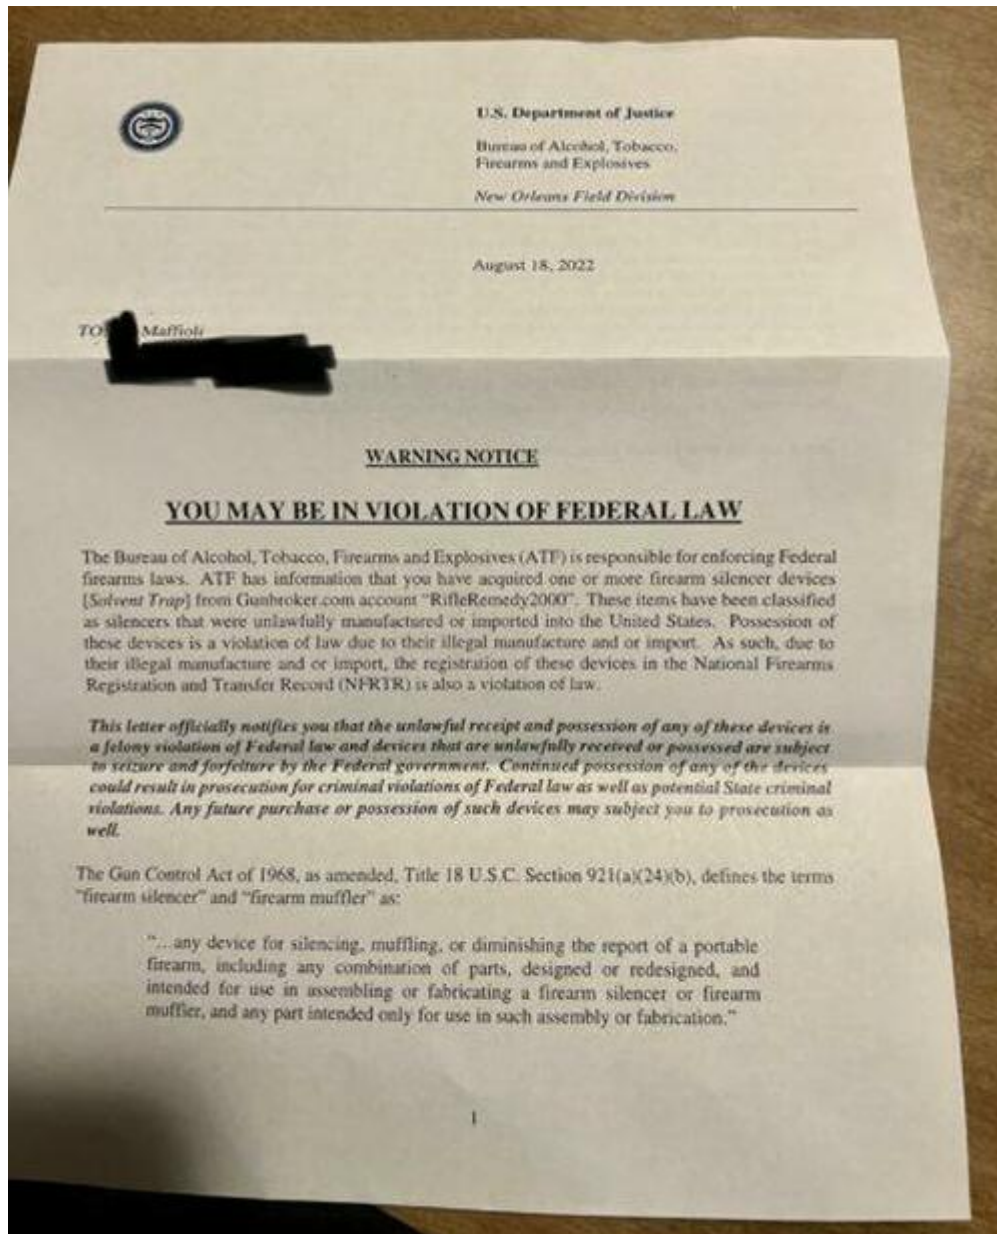 U.S. Department of Justice
Bureau of Alcohol, Tobacco,
Firearms and Explosives
New Orleans Field Division
August 18, 2022
TO Maffioli
WARNING NOTICE
YOU MAY BE IN VIOLATION OF FEDERAL LAW
The Bureau of Alcohol, Tobacco, Firearms and Explosives (ATF) is responsible for enforcing Federal
firearms laws. ATF has information that you have acquired one or more firearm silencer devices
[Solvent Trap] from Gunbroker.com account "RifleRemedy2000". These items have been classified
as silencers that were unlawfully manufactured or imported into the United States. Possession of
these devices is a violation of law due to their illegal manufacture and or import. As such, due to
their illegal manufacture and or import, the registration of these devices in the National Firearms
Registration and Transfer Record (NFRTR) is also a violation of law.
This letter officially notifies you that the unlawful receipt and possession of any of these devices is
a felony violation of Federal law and devices that are unlawfully received or possessed are subject
to seizure and forfeiture by the Federal government. Continued possession of any of the devices
could result in prosecution for criminal violations of Federal law as well as potential State criminal
violations. Any future purchase or possession of such devices may subject you to prosecution as
well.
The Gun Control Act of 1968, as amended, Title 18 U.S.C. Section 921(a)(24)(b), defines the terms
"firearm silencer" and "firearm muffler" as:
"...any device for silencing, muffling, or diminishing the report of a portable
firearm, including any combination of parts, designed or redesigned, and
intended for use in assembling or fabricating a firearm silencer or firearm
muffler, and any part intended only for use in such assembly or fabrication."
1